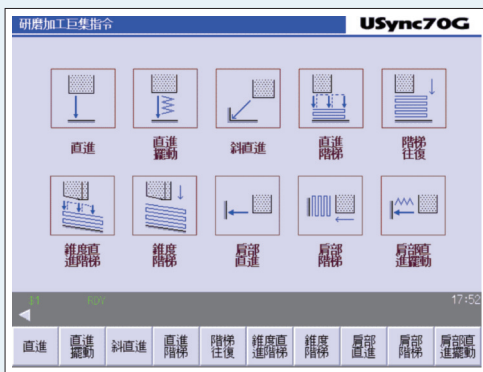 研磨加工巨集指令
USync70G
直進
直進
擺動
斜直進
直進
階梯
階梯
往復
錐度直
進階梯
錐度
階梯
肩部
直進
肩部
階梯
肩部直
進擺動
11 RDY 17:52
直進
直進
擺動
斜直進
直進
階梯
階梯
往復
錐度直
進階梯
錐度
階梯
肩部
直進
肩部
階梯
肩部直
進擺動